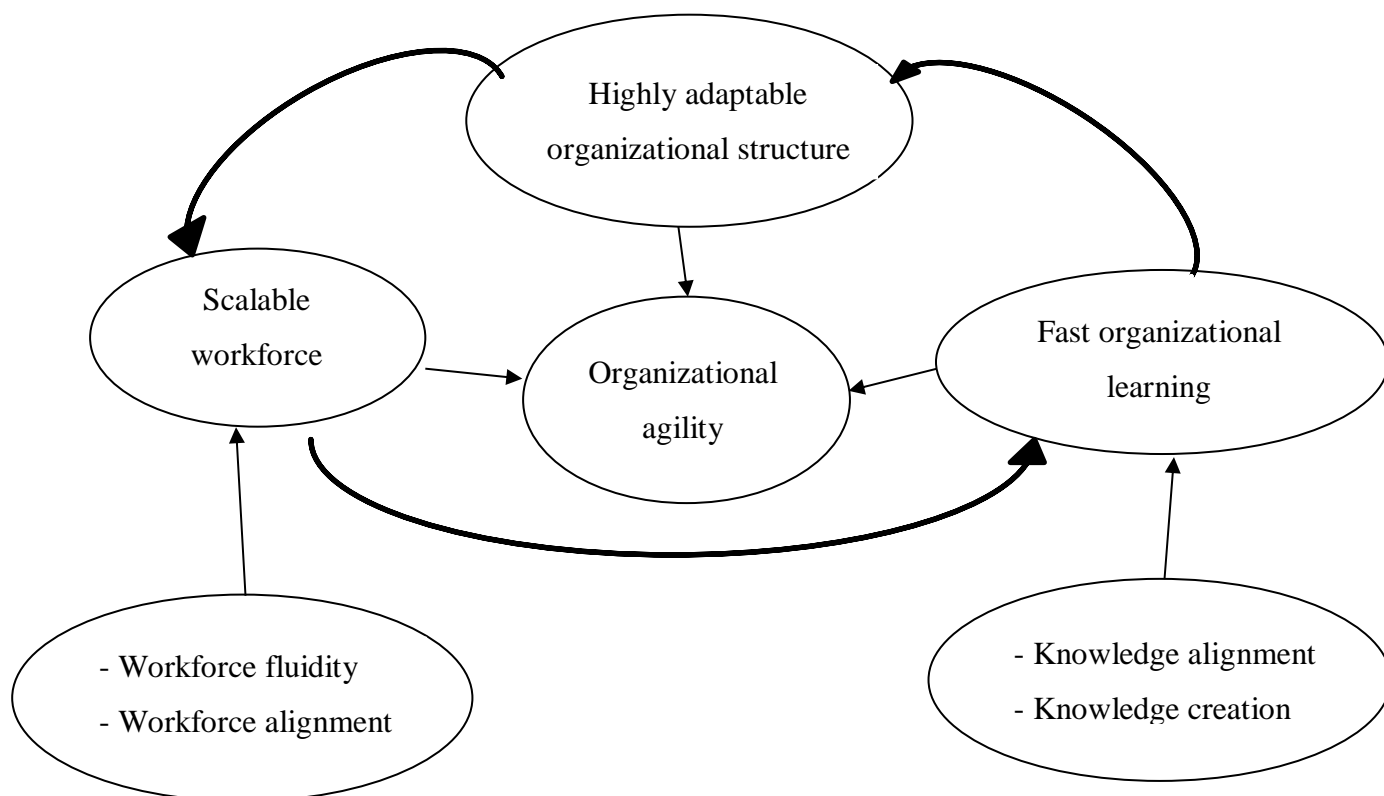 Highly adaptable
organizational structure
Scalable
workforce
Organizational
agility
Fast organizational
learning
- Workforce fluidity
- Workforce alignment
- Knowledge alignment
- Knowledge creation